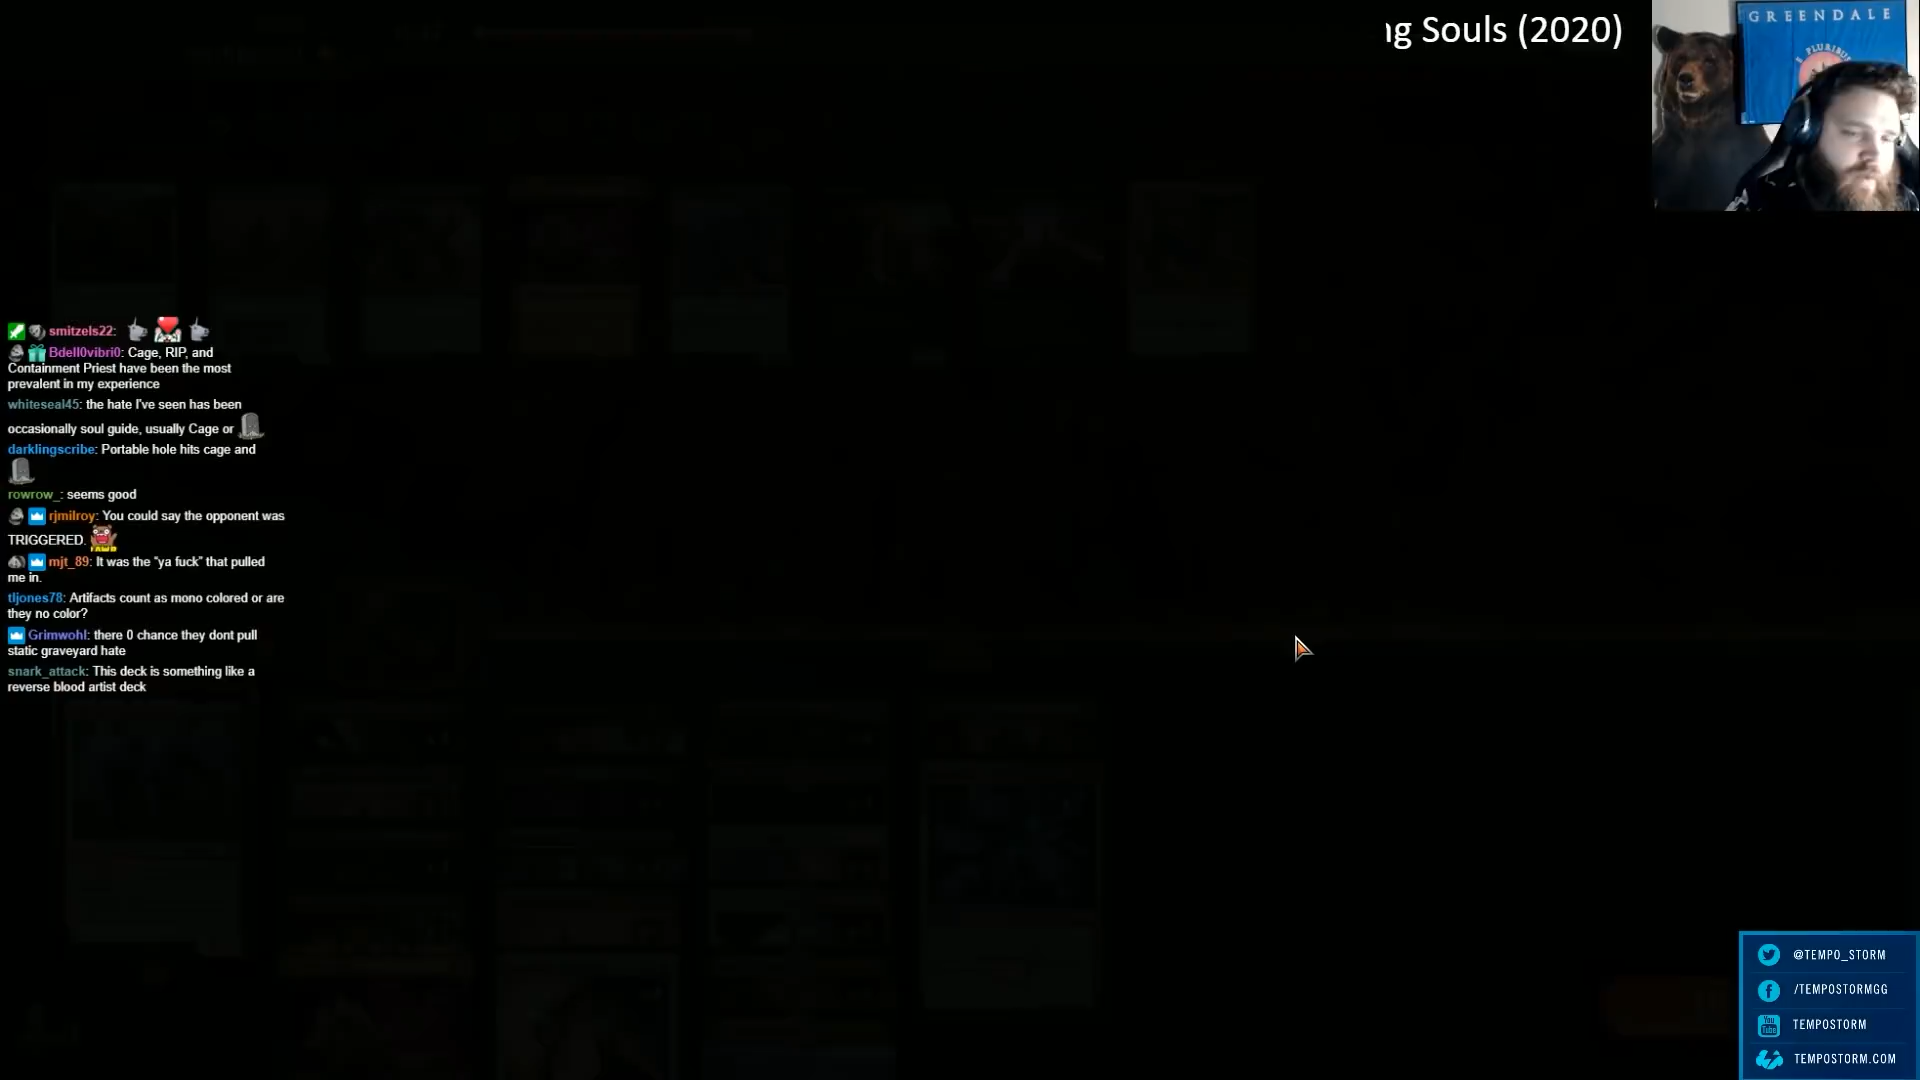 ng Souls (2020)
GREENDALE
E PLURIBUS
smitzels22:
Bdell0vibri0: Cage, RIP, and
Containment Priest have been the most
prevalent in my experience
whiteseal45: the hate I've seen has been
occasionally soul guide, usually Cage or
darklingscribe: Portable hole hits cage and
rowrow_: seems good
rjmilroy: You could say the opponent was
TRIGGERED.
mjt_89: It was the "ya fuck" that pulled
me in.
tljones78: Artifacts count as mono colored or are
they no color?
Grimwohl: there 0 chance they dont pull
static graveyard hate
snark_attack: This deck is something like a
reverse blood artist deck
@TEMPO_STORM
/TEMPOSTORMGG
You Tube TEMPOSTORM
TEMPOSTORM.COM